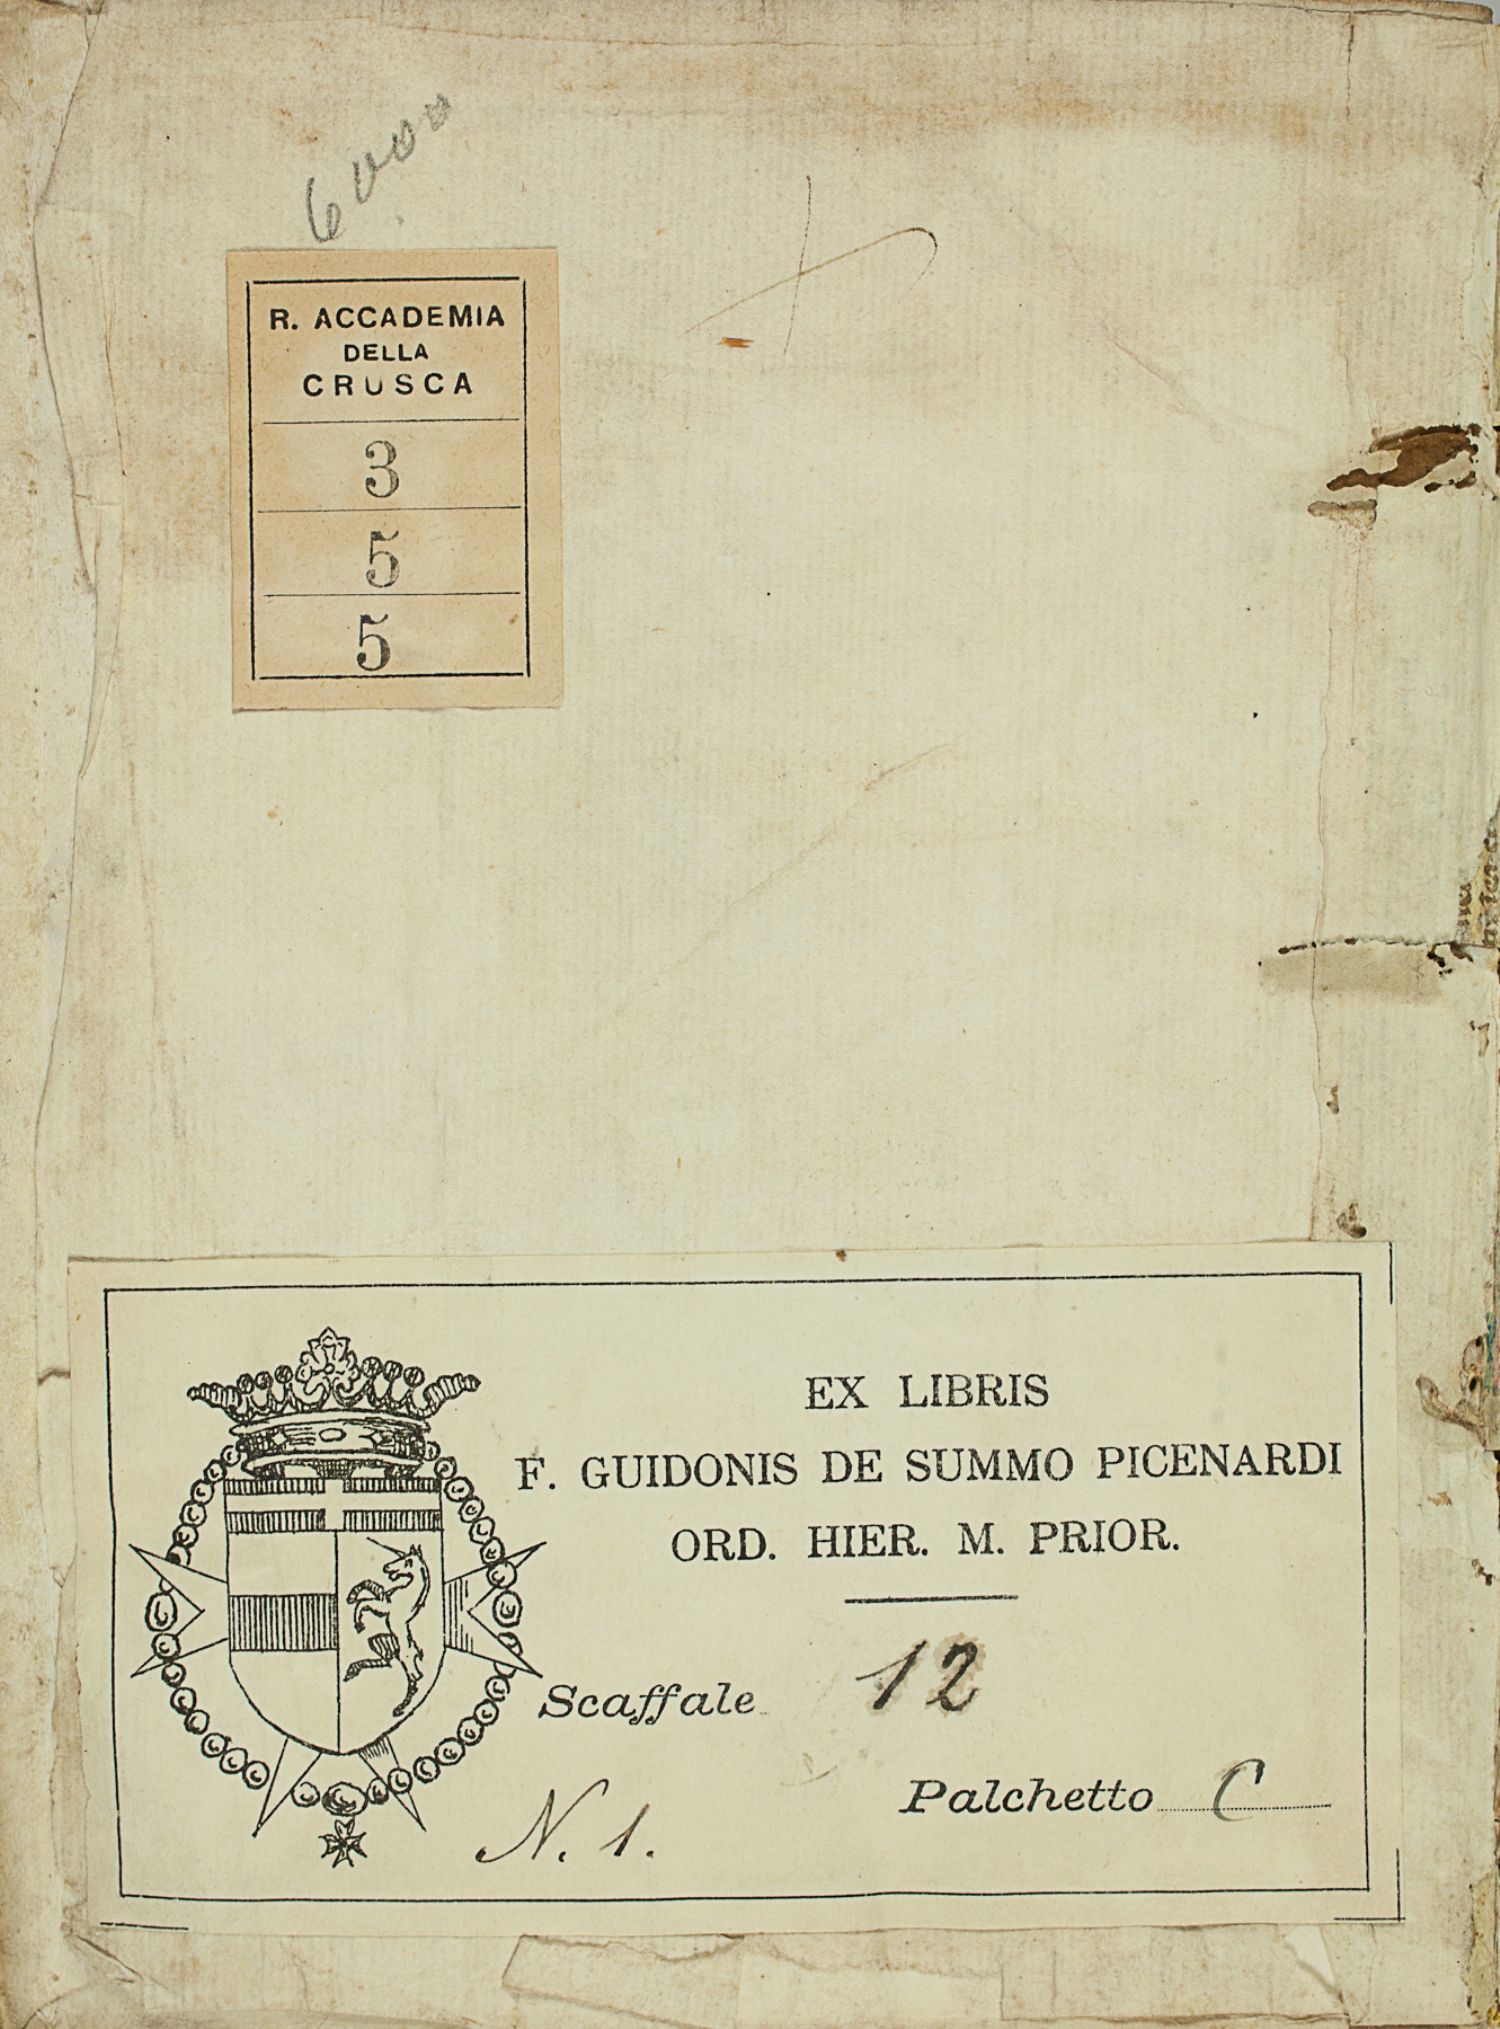 6000
R. ACCADEMIA
DELLA
CRUSCA
3
5
5
EX LIBRIS
F. GUIDONIS DE SUMMO PICENARDI
ORD. HIER. M. PRIOR.
Scaffale 12
Palchetto C
N. 1.